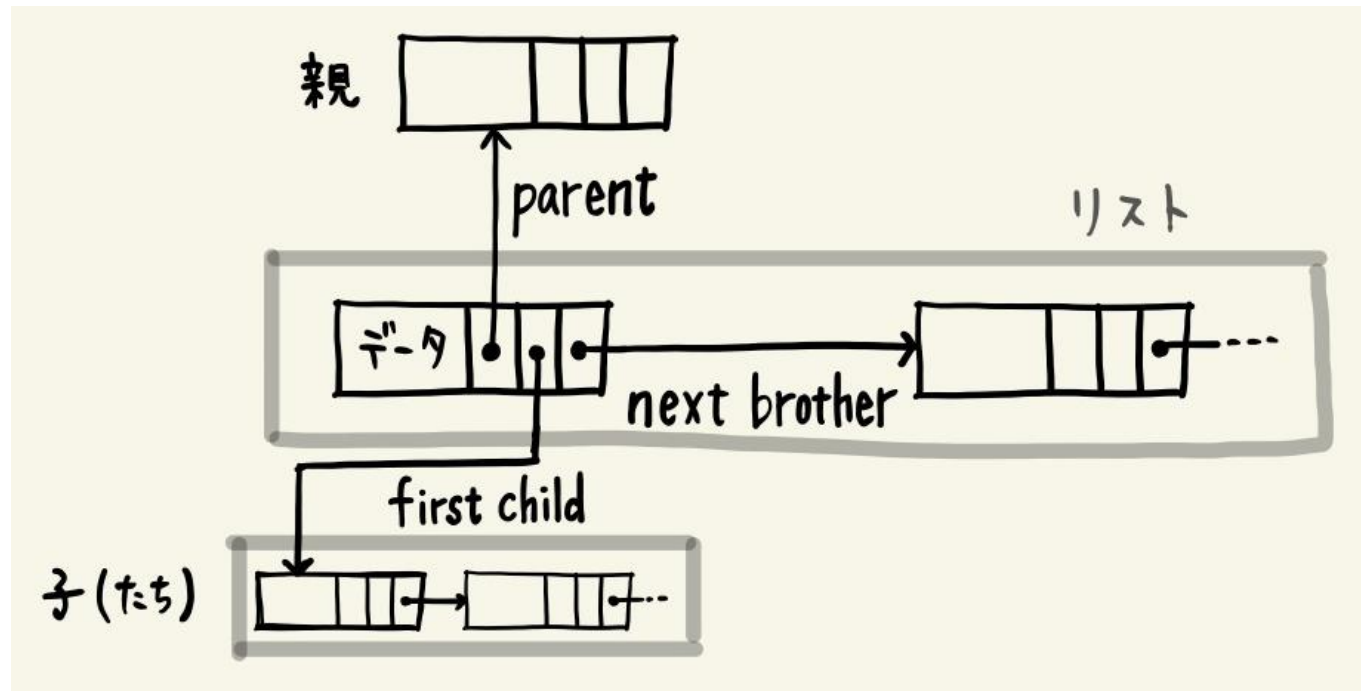 親
parent
リスト
データ
next brother
first child
子(たち)